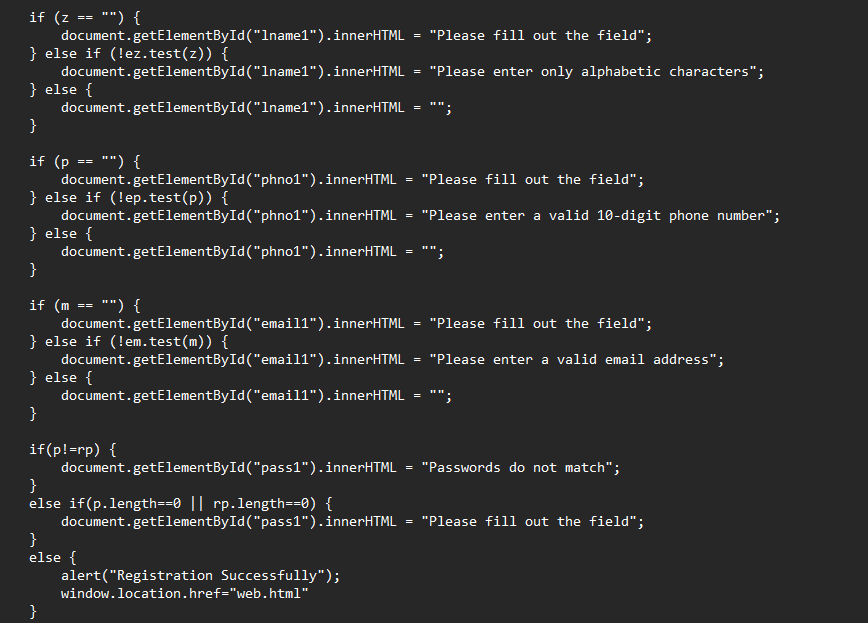 if (z == "") {
    document.getElementById("lname1").innerHTML = "Please fill out the field";
} else if (!ez.test(z)) {
    document.getElementById("lname1").innerHTML = "Please enter only alphabetic characters";
} else {
    document.getElementById("lname1").innerHTML = "";
}

if (p == "") {
    document.getElementById("phno1").innerHTML = "Please fill out the field";
} else if (!ep.test(p)) {
    document.getElementById("phno1").innerHTML = "Please enter a valid 10-digit phone number";
} else {
    document.getElementById("phno1").innerHTML = "";
}

if (m == "") {
    document.getElementById("email1").innerHTML = "Please fill out the field";
} else if (!em.test(m)) {
    document.getElementById("email1").innerHTML = "Please enter a valid email address";
} else {
    document.getElementById("email1").innerHTML = "";
}

if(p!=rp) {
    document.getElementById("pass1").innerHTML = "Passwords do not match";
}
else if(p.length==0 || rp.length==0) {
    document.getElementById("pass1").innerHTML = "Please fill out the field";
}
else {
    alert("Registration Successfully");
    window.location.href="web.html"
}